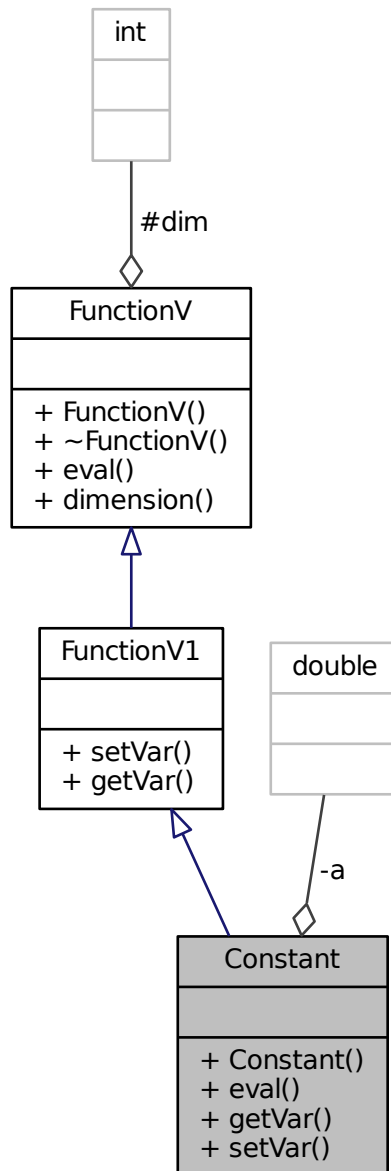 int
#dim
FunctionV
+ FunctionV()
+ ~FunctionV()
+ eval()
+ dimension()
FunctionV1
+ setVar()
+ getVar()
double
-a
Constant
+ Constant()
+ eval()
+ getVar()
+ setVar()